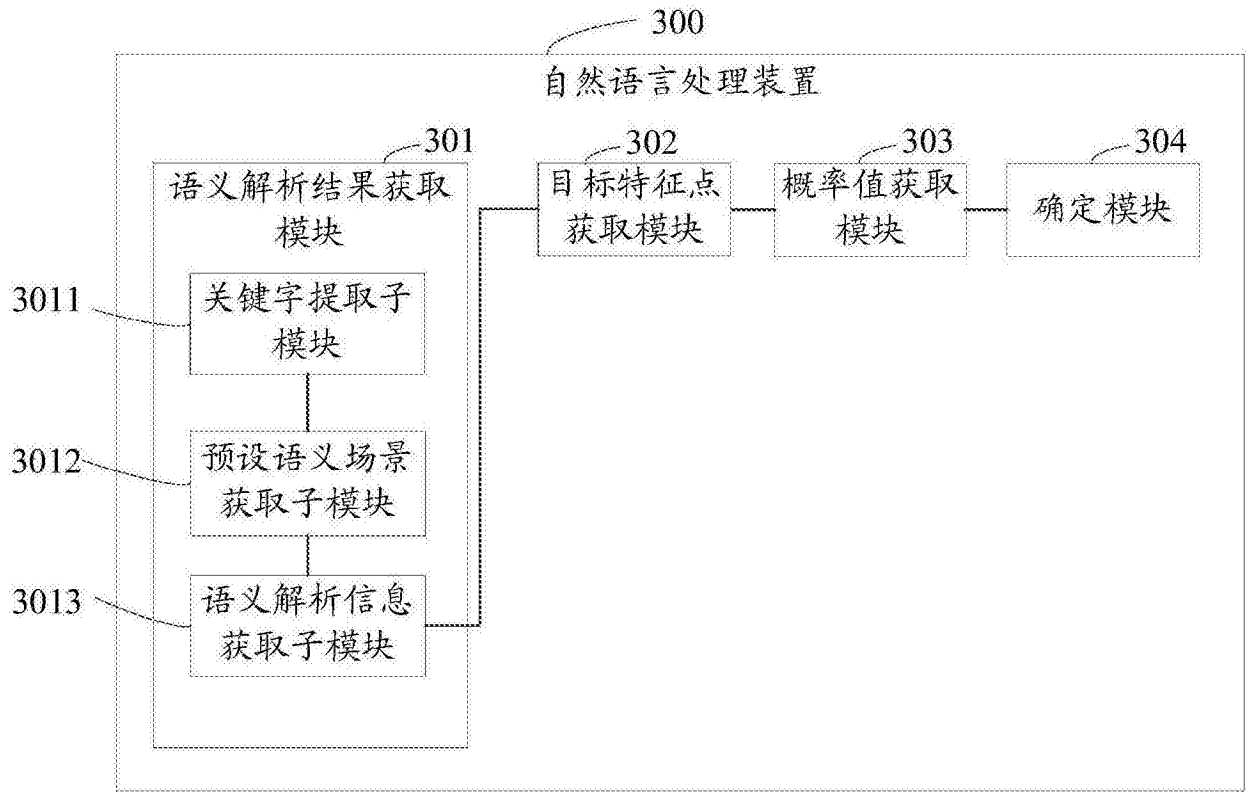 300
自然语言处理装置
301
语义解析结果获取
模块
3011
关键字提取子
模块
3012
预设语义场景
获取子模块
3013
语义解析信息
获取子模块
302
目标特征点
获取模块
303
概率值获取
模块
304
确定模块